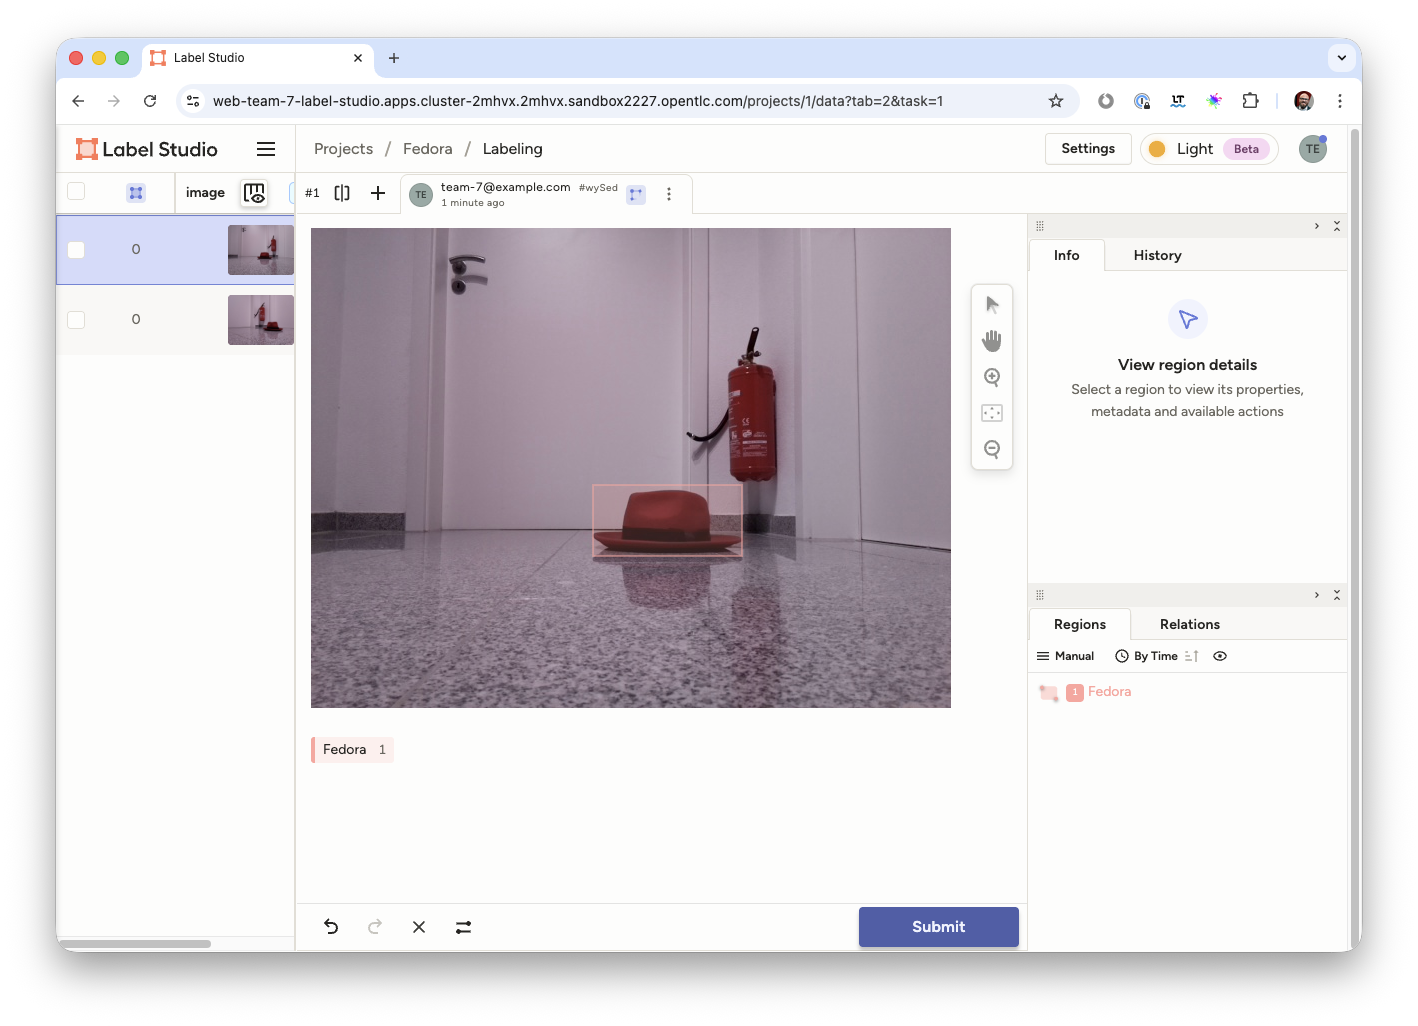 Label Studio
web-team-7-label-studio.apps.cluster-2mhvx.2mhvx.sandbox2227.opentlc.com/projects/1/data?tab=2&task=1
LT
Label Studio
Projects / Fedora / Labeling
Settings
Light Beta
TE
image
#1
TE
team-7@example.com #wySed
1 minute ago
0
0
Info
History
View region details
Select a region to view its properties,
metadata and available actions
Regions
Relations
Manual
By Time
1 Fedora
Fedora 1
Submit